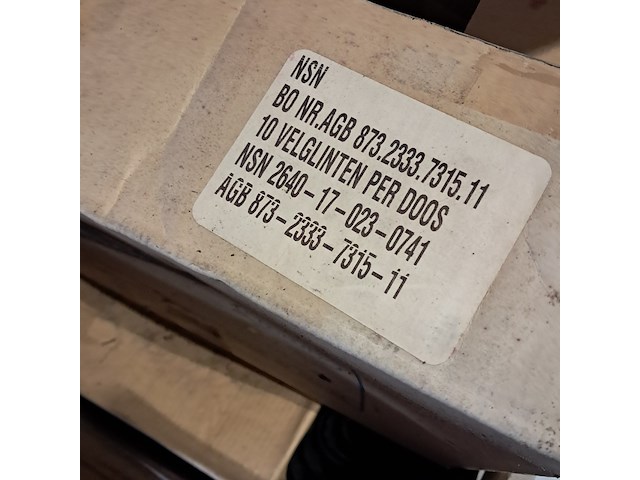 NSN
BO NR.AGB 873.2333.7315.11
10 VELGLINTEN PER DOOS
NSN 2640-17-023-0741
AGB 873-2333-7315-11